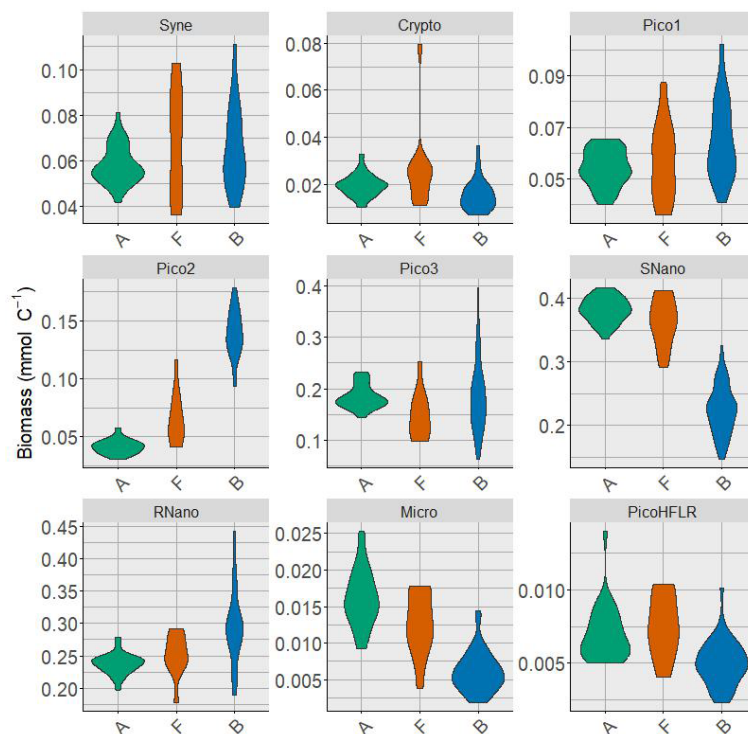 Syne
Crypto
Pico1
0.10
0.08
0.06
0.04
0.08
0.06
0.04
0.02
0.09
0.07
0.05
A F B
A F B
A F B
Biomass (mmol C⁻¹)
Pico2
Pico3
SNano
0.15
0.10
0.05
0.4
0.3
0.2
0.1
0.4
0.3
0.2
A F B
A F B
A F B
RNano
Micro
PicoHFLR
0.45
0.40
0.35
0.30
0.25
0.20
0.025
0.020
0.015
0.010
0.005
0.010
0.005
A F B
A F B
A F B